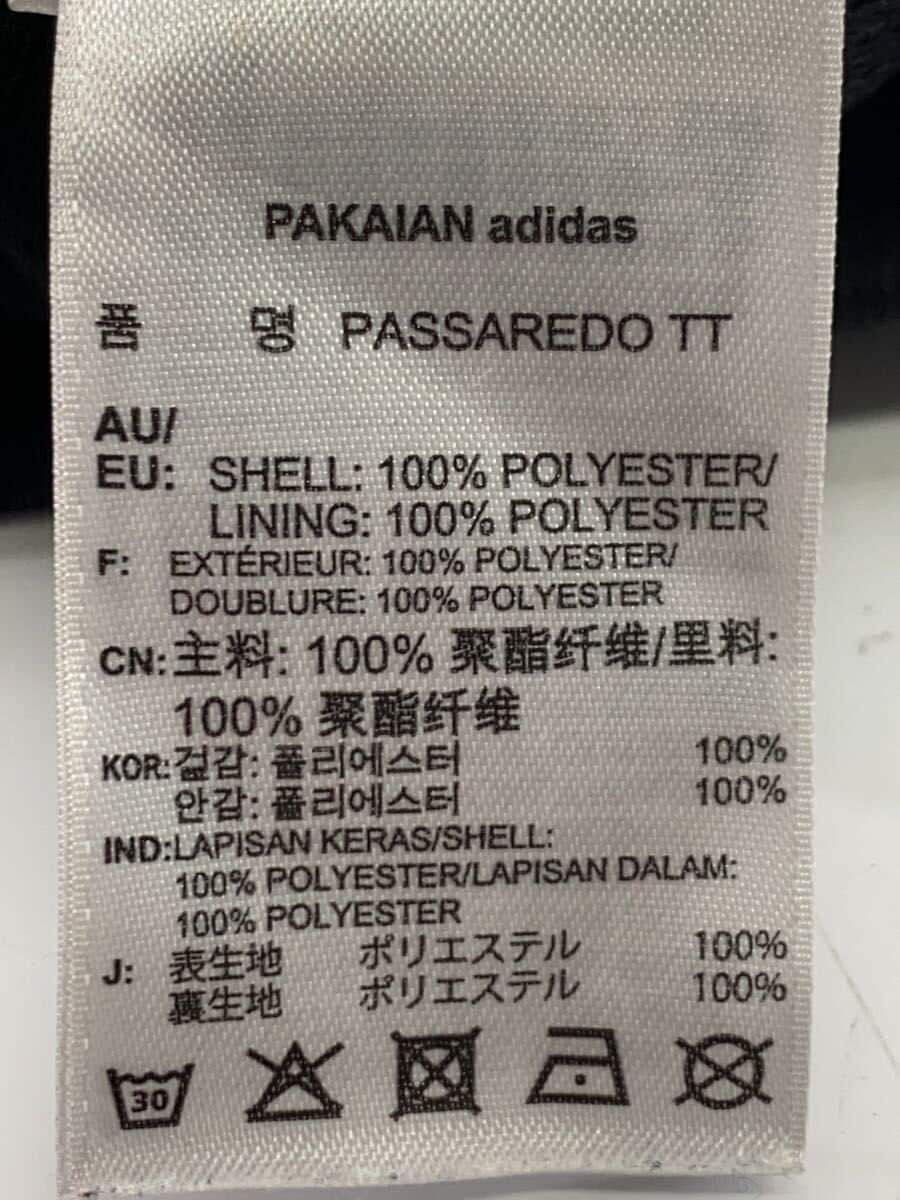 PAKAIAN adidas
품 명 PASSAREDO TT
AU/
EU: SHELL: 100% POLYESTER/
LINING: 100% POLYESTER
F: EXTÉRIEUR: 100% POLYESTER/
DOUBLURE: 100% POLYESTER
CN: 主料: 100% 聚酯纤维/里料:
100% 聚酯纤维
KOR: 겉감: 폴리에스터 100%
안감: 폴리에스터 100%
IND: LAPISAN KERAS/SHELL:
100% POLYESTER/LAPISAN DALAM:
100% POLYESTER
J: 表生地 ポリエステル 100%
裏生地 ポリエステル 100%
30